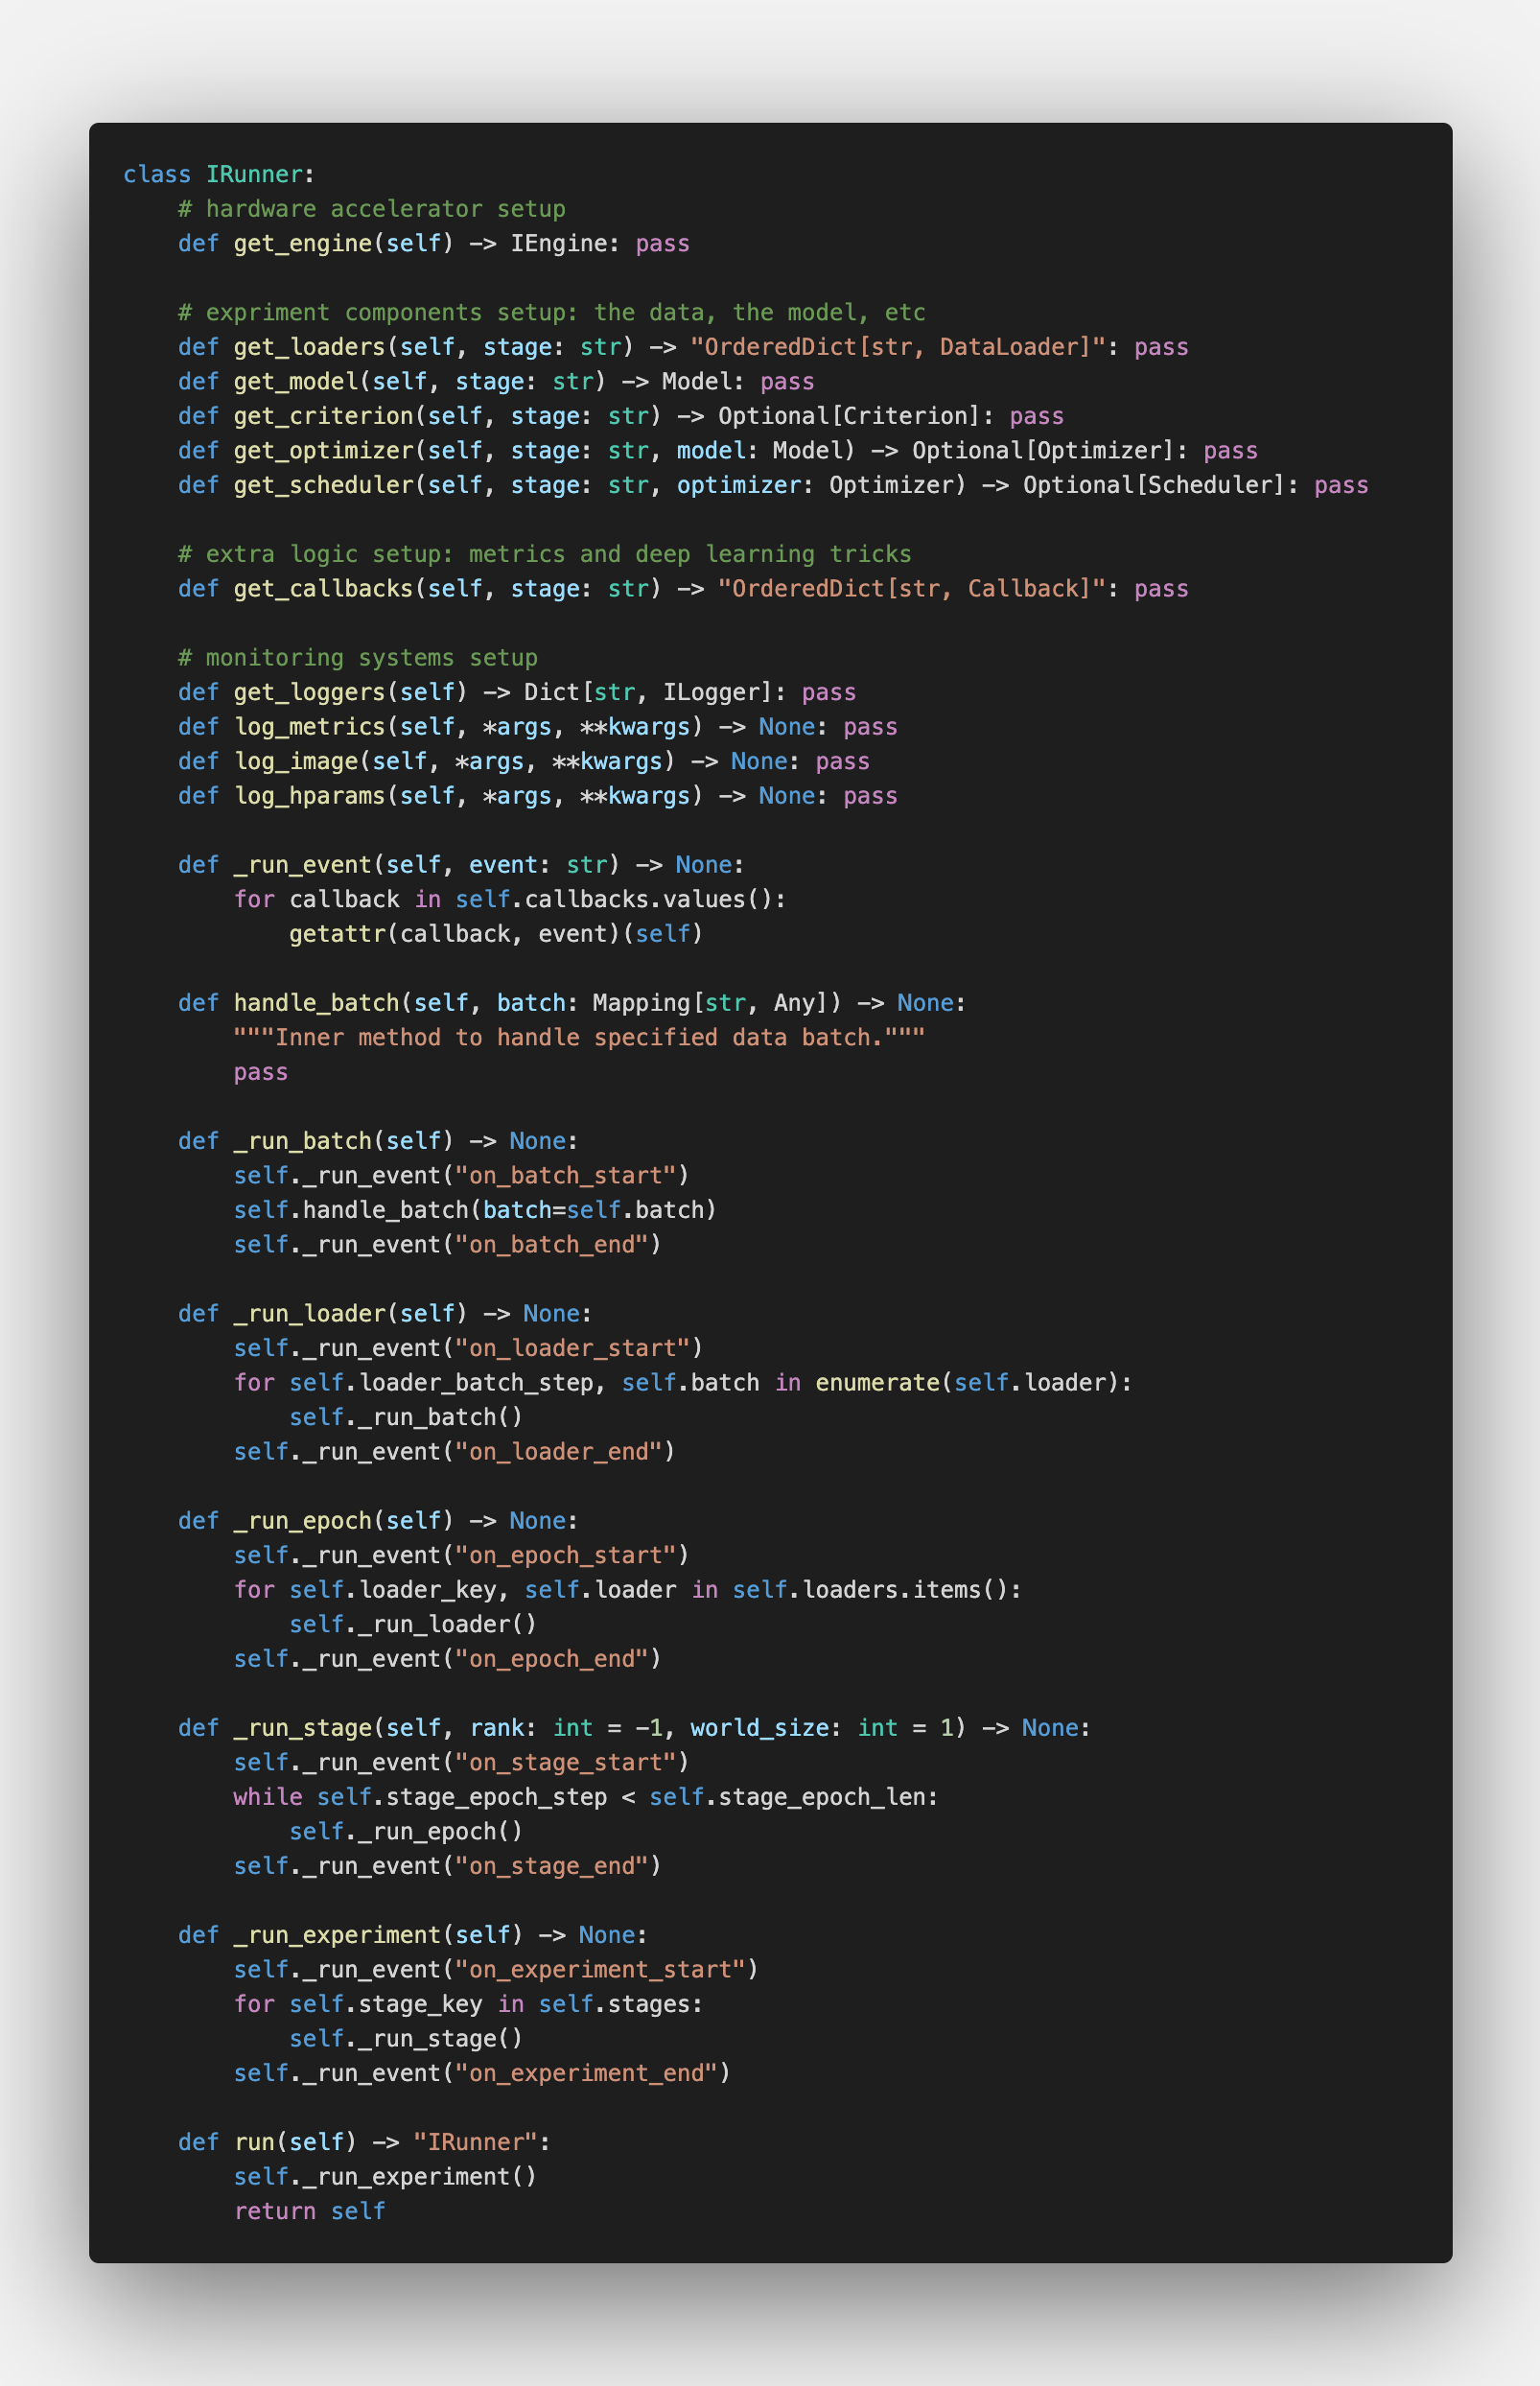 class IRunner:
    # hardware accelerator setup
    def get_engine(self) -> IEngine: pass

    # expriment components setup: the data, the model, etc
    def get_loaders(self, stage: str) -> "OrderedDict[str, DataLoader]": pass
    def get_model(self, stage: str) -> Model: pass
    def get_criterion(self, stage: str) -> Optional[Criterion]: pass
    def get_optimizer(self, stage: str, model: Model) -> Optional[Optimizer]: pass
    def get_scheduler(self, stage: str, optimizer: Optimizer) -> Optional[Scheduler]: pass

    # extra logic setup: metrics and deep learning tricks
    def get_callbacks(self, stage: str) -> "OrderedDict[str, Callback]": pass

    # monitoring systems setup
    def get_loggers(self) -> Dict[str, ILogger]: pass
    def log_metrics(self, *args, **kwargs) -> None: pass
    def log_image(self, *args, **kwargs) -> None: pass
    def log_hparams(self, *args, **kwargs) -> None: pass

    def _run_event(self, event: str) -> None:
        for callback in self.callbacks.values():
            getattr(callback, event)(self)

    def handle_batch(self, batch: Mapping[str, Any]) -> None:
        """Inner method to handle specified data batch."""
        pass

    def _run_batch(self) -> None:
        self._run_event("on_batch_start")
        self.handle_batch(batch=self.batch)
        self._run_event("on_batch_end")

    def _run_loader(self) -> None:
        self._run_event("on_loader_start")
        for self.loader_batch_step, self.batch in enumerate(self.loader):
            self._run_batch()
        self._run_event("on_loader_end")

    def _run_epoch(self) -> None:
        self._run_event("on_epoch_start")
        for self.loader_key, self.loader in self.loaders.items():
            self._run_loader()
        self._run_event("on_epoch_end")

    def _run_stage(self, rank: int = -1, world_size: int = 1) -> None:
        self._run_event("on_stage_start")
        while self.stage_epoch_step < self.stage_epoch_len:
            self._run_epoch()
        self._run_event("on_stage_end")

    def _run_experiment(self) -> None:
        self._run_event("on_experiment_start")
        for self.stage_key in self.stages:
            self._run_stage()
        self._run_event("on_experiment_end")

    def run(self) -> "IRunner":
        self._run_experiment()
        return self